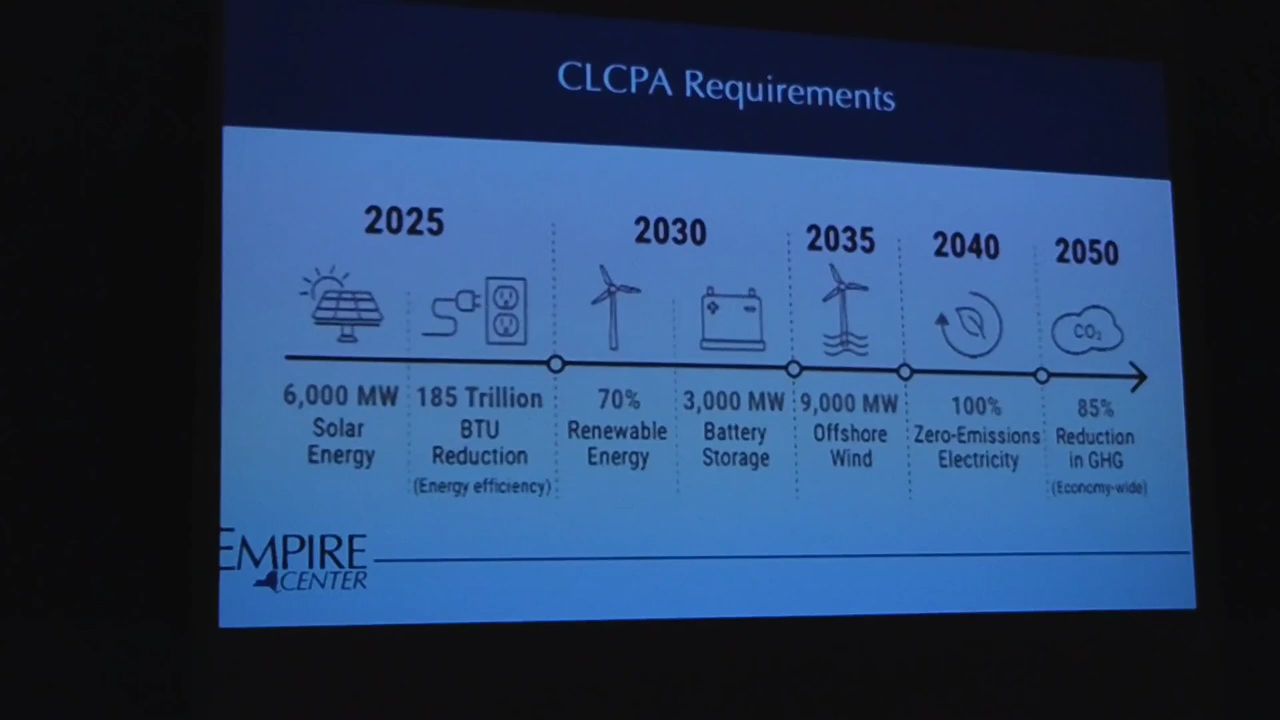 CLCPA Requirements
2025
2030
2035
2040
2050
CO₂
6,000 MW
Solar
Energy
185 Trillion
BTU
Reduction
(Energy efficiency)
70%
Renewable
Energy
3,000 MW
Battery
Storage
9,000 MW
Offshore
Wind
100%
Zero-Emissions
Electricity
85%
Reduction
in GHG
(Economy-wide)
EMPIRE
CENTER